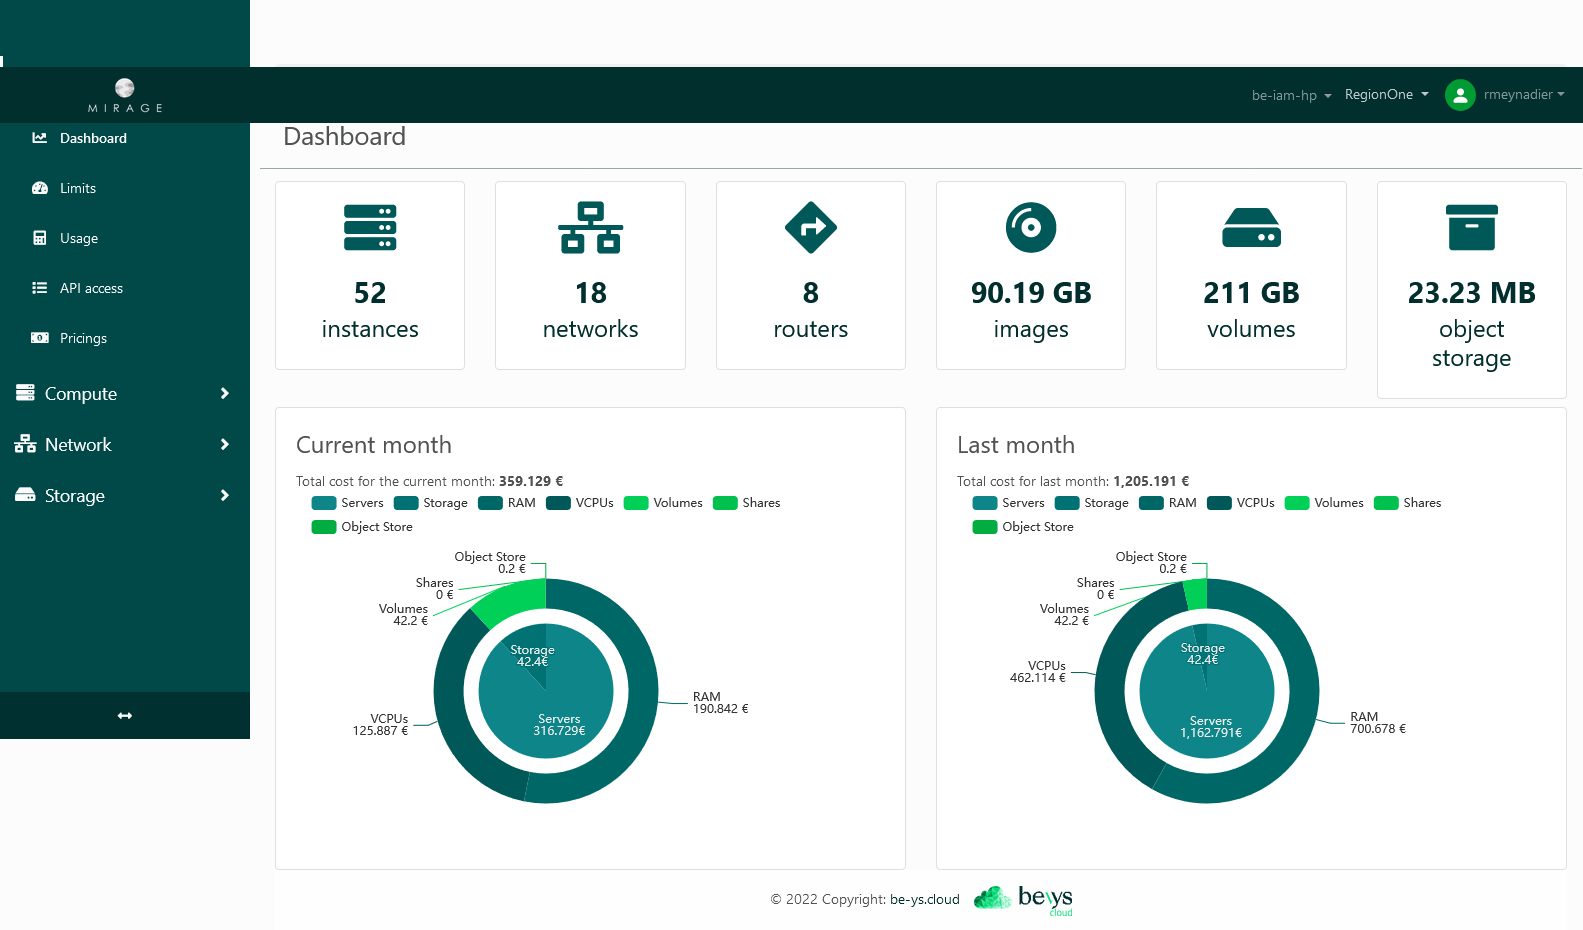 MIRAGE
be-iam-hp
RegionOne
rmeynadier
Dashboard
Limits
Usage
API access
Pricings
Compute
Network
Storage
Dashboard
52
instances
18
networks
8
routers
90.19 GB
images
211 GB
volumes
23.23 MB
object
storage
Current month
Total cost for the current month: 359.129 €
Servers Storage RAM VCPUs Volumes Shares
Object Store
Object Store
0.2 €
Shares
0 €
Volumes
42.2 €
Storage
42.4€
RAM
190.842 €
VCPUs
125.887 €
Servers
316.729€
Last month
Total cost for last month: 1,205.191 €
Servers Storage RAM VCPUs Volumes Shares
Object Store
Object Store
0.2 €
Shares
0 €
Volumes
42.2 €
Storage
42.4€
VCPUs
462.114 €
Servers
1,162.791€
RAM
700.678 €
© 2022 Copyright: be-ys.cloud
be ys
cloud